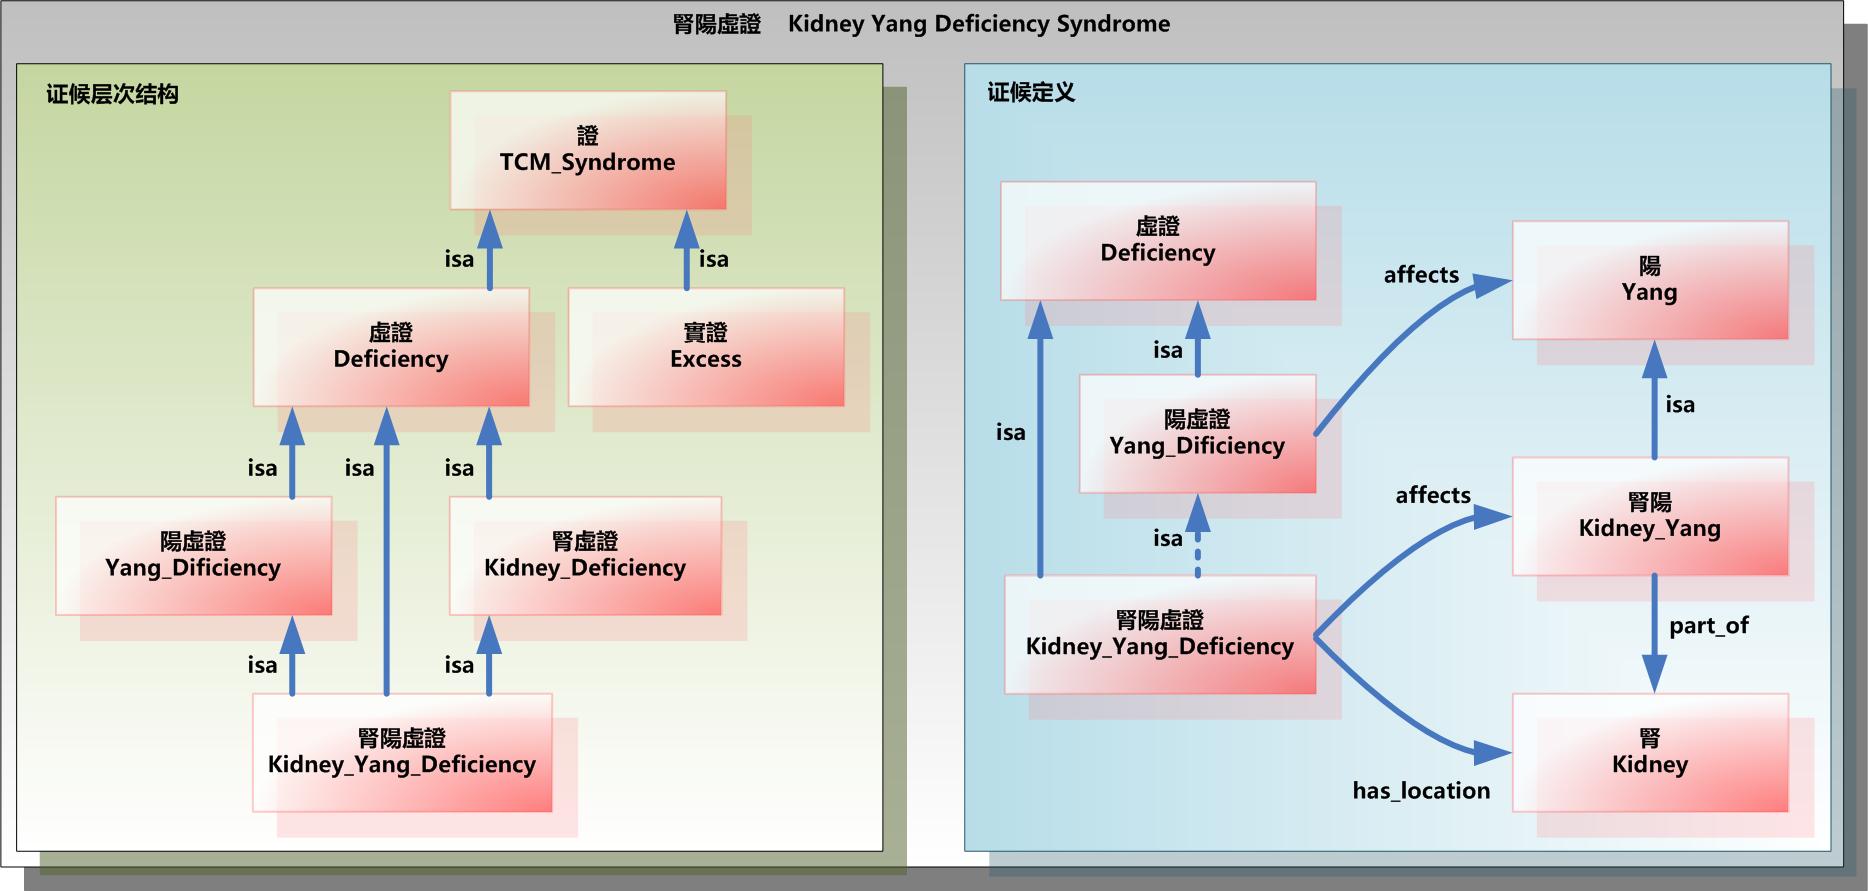 腎陽虛證 Kidney Yang Deficiency Syndrome
证候层次结构
證
TCM_Syndrome
isa
isa
虛證
Deficiency
實證
Excess
isa
isa
isa
陽虛證
Yang_Dificiency
腎虛證
Kidney_Deficiency
isa
isa
腎陽虛證
Kidney_Yang_Deficiency
证候定义
虛證
Deficiency
陽
Yang
affects
isa
isa
isa
陽虛證
Yang_Dificiency
affects
腎陽
Kidney_Yang
isa
腎陽虛證
Kidney_Yang_Deficiency
part_of
腎
Kidney
has_location